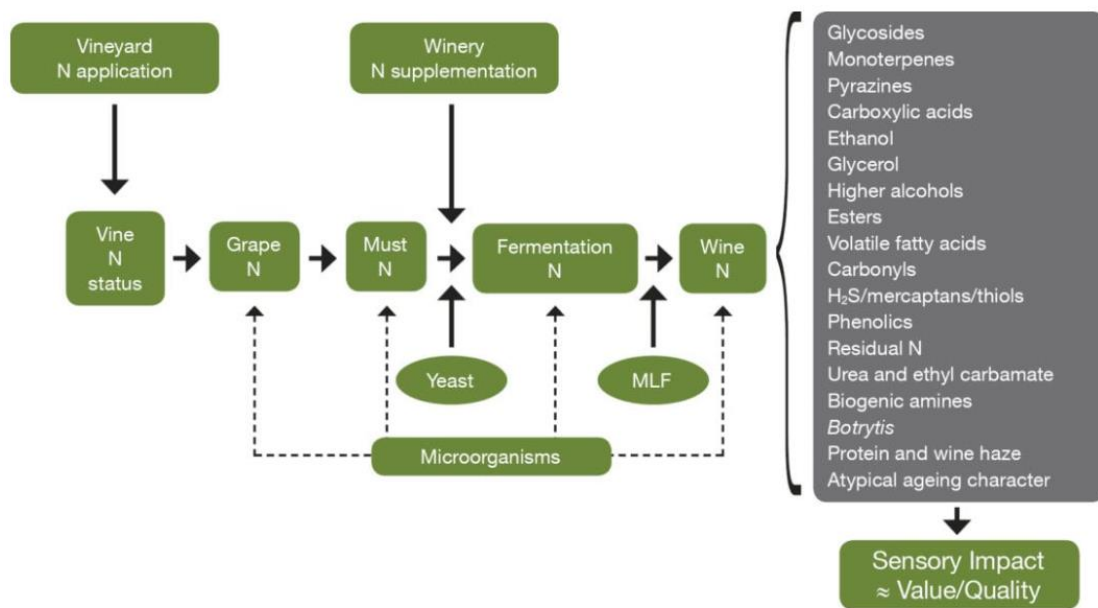 Vineyard
N application
Winery
N supplementation
Vine
N
status
Grape
N
Must
N
Fermentation
N
Wine
N
Yeast
MLF
Microorganisms
Glycosides
Monoterpenes
Pyrazines
Carboxylic acids
Ethanol
Glycerol
Higher alcohols
Esters
Volatile fatty acids
Carbonyls
H₂S/mercaptans/thiols
Phenolics
Residual N
Urea and ethyl carbamate
Biogenic amines
Botrytis
Protein and wine haze
Atypical ageing character
Sensory Impact
≈ Value/Quality